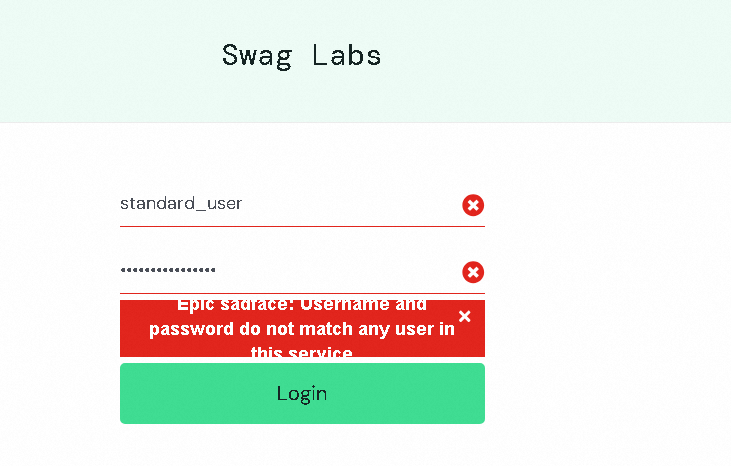 Swag Labs
standard_user
••••••••••••••••
Epic sadface: Username and
password do not match any user in
this service
Login